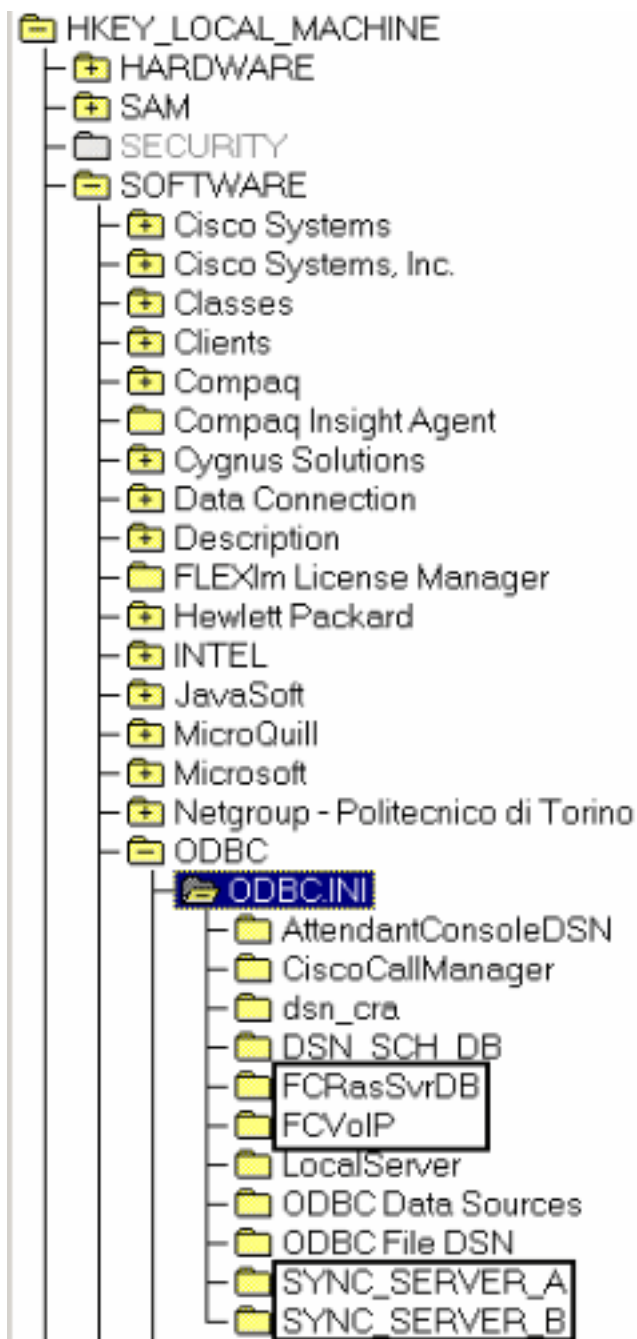 HKEY_LOCAL_MACHINE
HARDWARE
SAM
SECURITY
SOFTWARE
Cisco Systems
Cisco Systems, Inc.
Classes
Clients
Compaq
Compaq Insight Agent
Cygnus Solutions
Data Connection
Description
FLEXlm License Manager
Hewlett Packard
INTEL
JavaSoft
MicroQuill
Microsoft
Netgroup - Politecnico di Torino
ODBC
ODBC.INI
AttendantConsoleDSN
CiscoCallManager
dsn_cra
DSN_SCH_DB
FCRasSvrDB
FCVoIP
LocalServer
ODBC Data Sources
ODBC File DSN
SYNC_SERVER_A
SYNC_SERVER_B